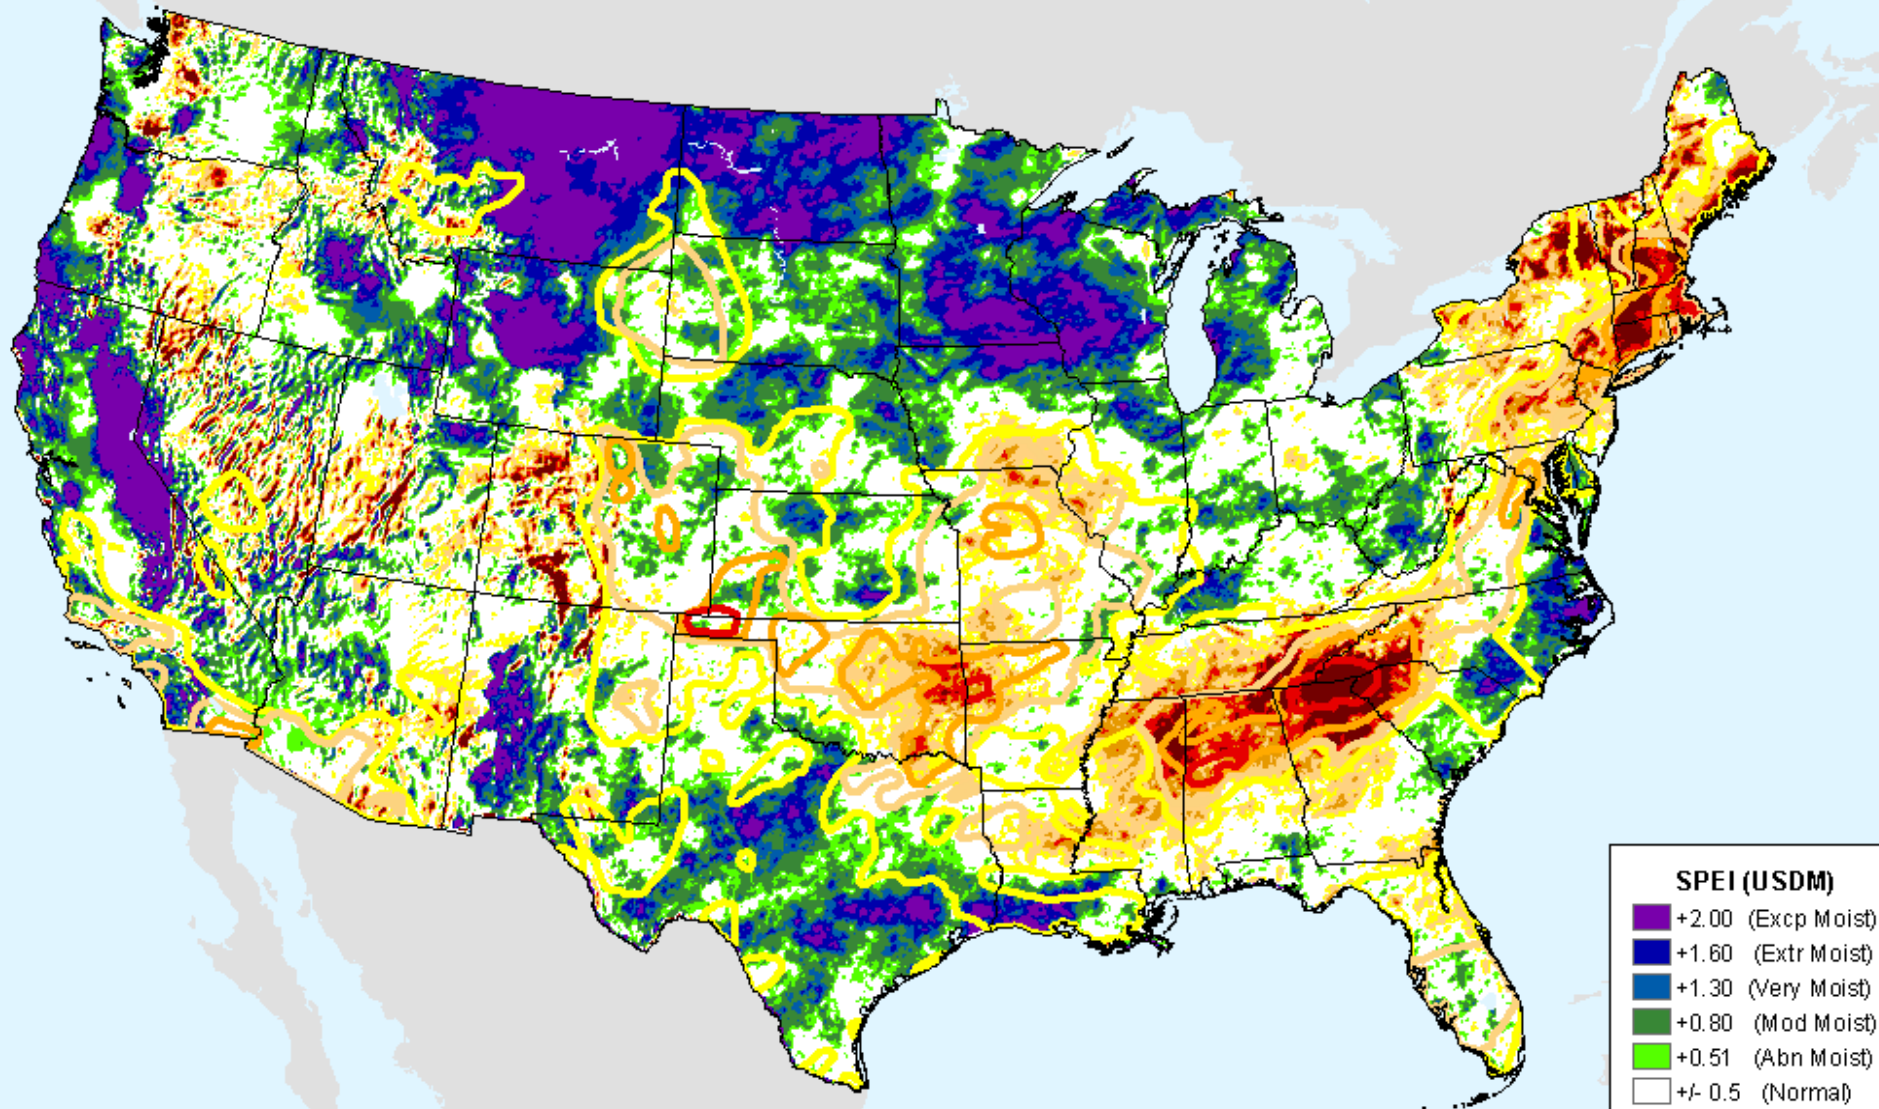 SPEI (USDM)
+2.00 (Excp Moist)
+1.60 (Extr Moist)
+1.30 (Very Moist)
+0.80 (Mod Moist)
+0.51 (Abn Moist)
+/- 0.5 (Normal)